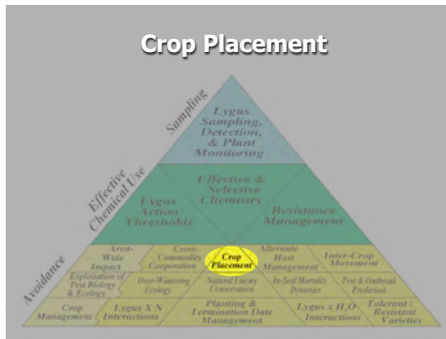 Crop Placement
Sampling
Lygus
Sampling,
Detection,
& Plant
Monitoring
Effective
Chemical Use
Effective &
Selective
Chemistry
Lygus
Action
Thresholds
Resistance
Management
Avoidance
Area-
Wide
Impact
Cross-
Commodity
Cooperation
Crop
Placement
Alternate
Host
Management
Inter-Crop
Movement
Exploitation of
Pest Biology
& Ecology
Over-Wintering
Ecology
Natural Enemy
Conservation
In-field Mortality
Dynamics
Pest & Outbreak
Prediction
Crop
Management
Lygus X N
Interactions
Planting &
Termination Date
Management
Lygus x H2O
Interactions
Tolerant /
Resistant
Varieties